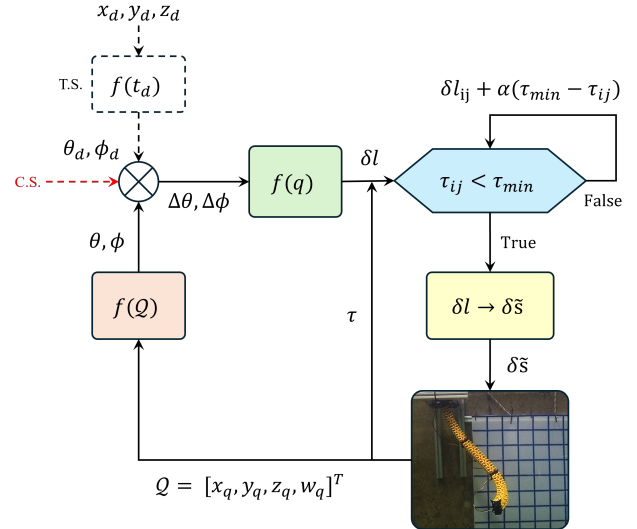 x_d, y_d, z_d
T.S.
f(t_d)
δl_ij + α(τ_min − τ_ij)
θ_d, ϕ_d
δl
C.S.
f(q)
τ_ij < τ_min
False
Δθ, Δϕ
θ, ϕ
True
f(𝒬)
τ
δl → δs̃
δs̃
𝒬 = [x_q, y_q, z_q, w_q]^T